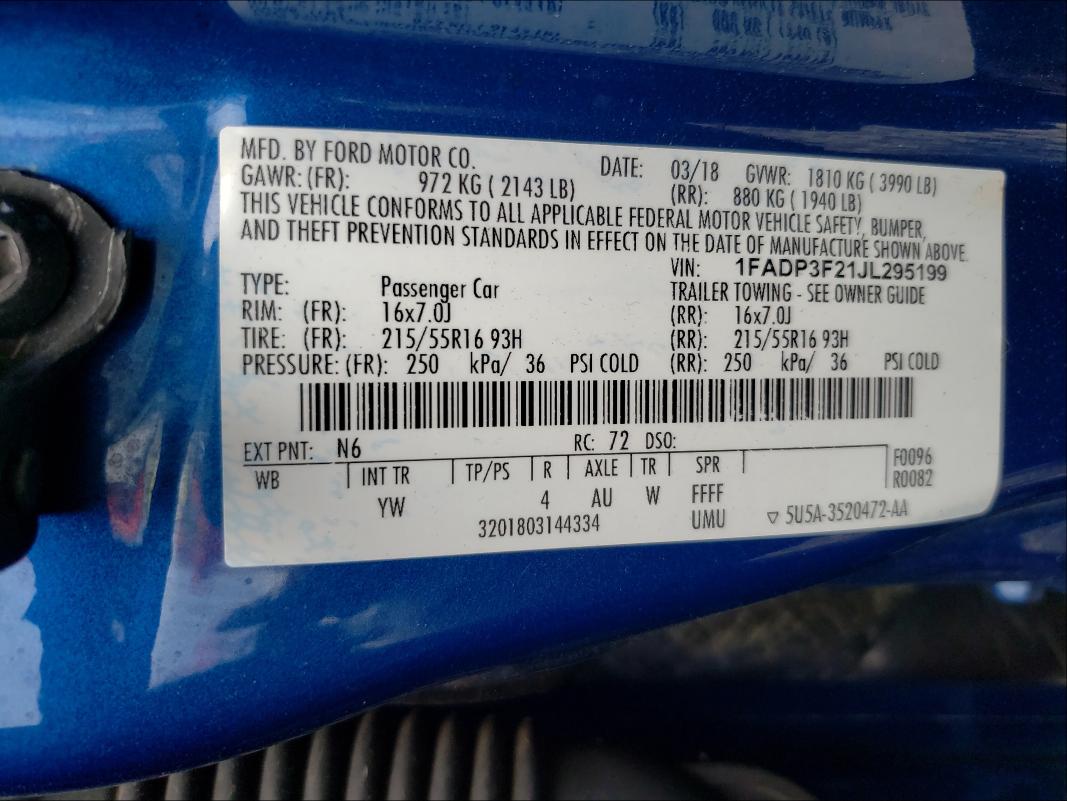 MFD. BY FORD MOTOR CO. DATE: 03/18 GVWR: 1810 KG ( 3990 LB)
GAWR: (FR): 972 KG ( 2143 LB) (RR): 880 KG ( 1940 LB)
THIS VEHICLE CONFORMS TO ALL APPLICABLE FEDERAL MOTOR VEHICLE SAFETY, BUMPER,
AND THEFT PREVENTION STANDARDS IN EFFECT ON THE DATE OF MANUFACTURE SHOWN ABOVE.
VIN: 1FADP3F21JL295199
TYPE: Passenger Car TRAILER TOWING - SEE OWNER GUIDE
RIM: (FR): 16x7.0J (RR): 16x7.0J
TIRE: (FR): 215/55R16 93H (RR): 215/55R16 93H
PRESSURE: (FR): 250 kPa/ 36 PSI COLD (RR): 250 kPa/ 36 PSI COLD
EXT PNT: N6 RC: 72 DSO:
WB INT TR TP/PS R AXLE TR SPR F0096
R0082
YW 4 AU W FFFF
3201803144334 UMU ▽ 5U5A-3520472-AA